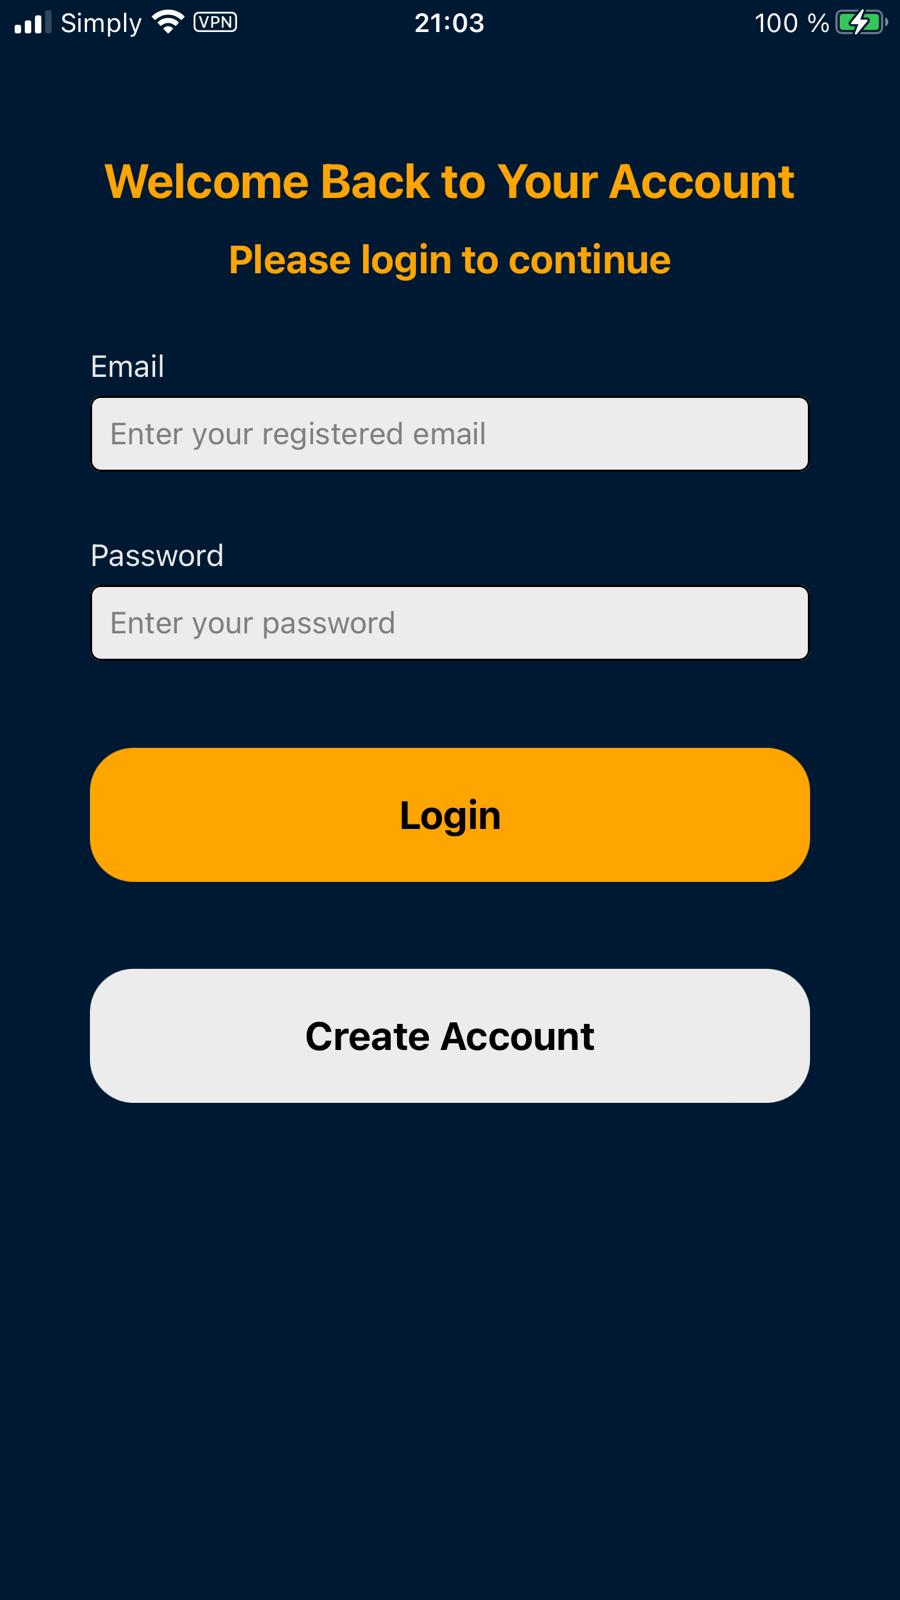 Simply VPN 21:03 100 %
Welcome Back to Your Account
Please login to continue
Email
Enter your registered email
Password
Enter your password
Login
Create Account